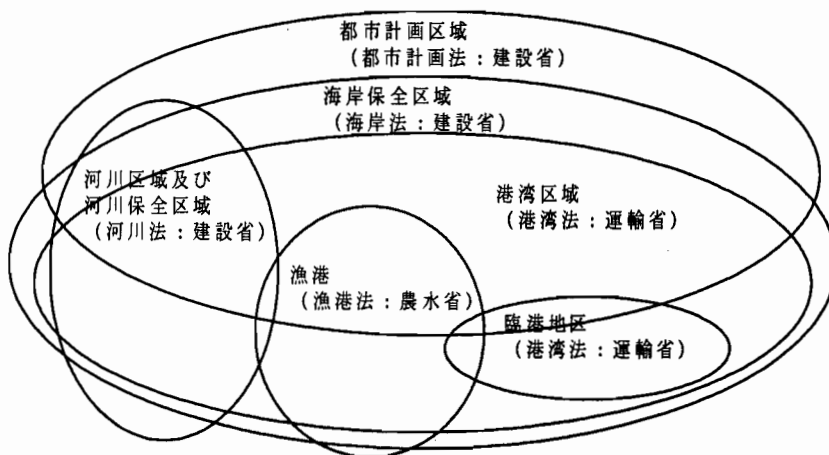 都市計画区域
（都市計画法：建設省）
海岸保全区域
（海岸法：建設省）
河川区域及び
河川保全区域
（河川法：建設省）
港湾区域
（港湾法：運輸省）
漁港
（漁港法：農水省）
臨港地区
（港湾法：運輸省）